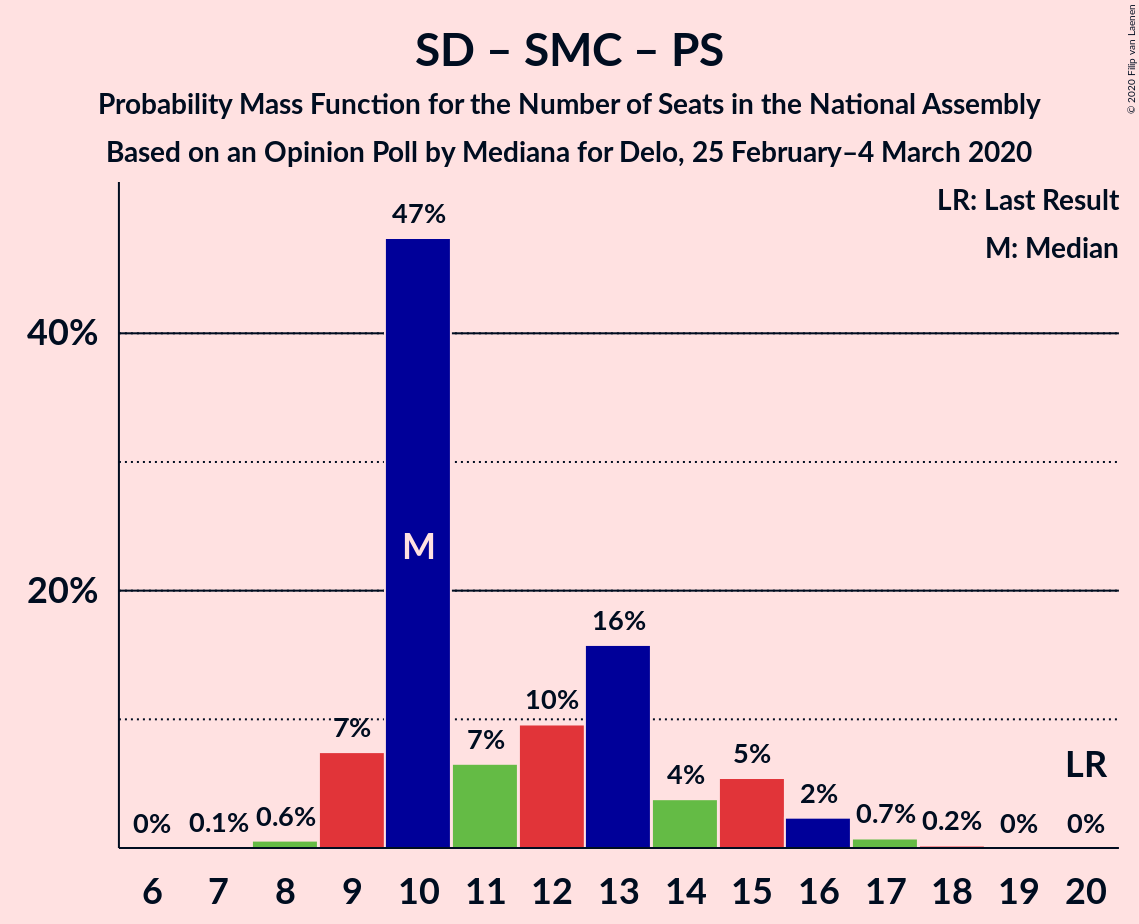 SD – SMC – PS
Probability Mass Function for the Number of Seats in the National Assembly
Based on an Opinion Poll by Mediana for Delo, 25 February–4 March 2020
© 2020 Filip van Laenen
LR: Last Result
M: Median
47%
40%
M
20%
16%
10%
7%
7%
5%
4%
LR
2%
0%
0.1%
0.6%
0.7%
0.2%
0%
0%
6 7 8 9 10 11 12 13 14 15 16 17 18 19 20